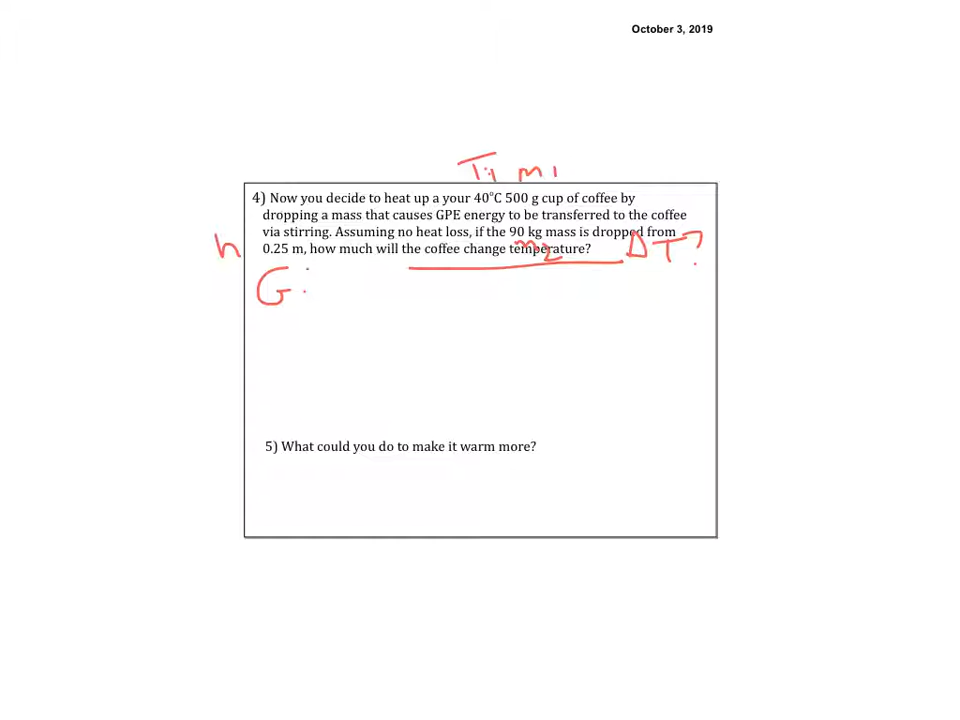 October 3, 2019
Ti m1
4) Now you decide to heat up a your 40°C 500 g cup of coffee by
dropping a mass that causes GPE energy to be transferred to the coffee
via stirring. Assuming no heat loss, if the 90 kg mass is dropped from
h 0.25 m, how much will the coffee change temperature? m2 ΔT?
G:
5) What could you do to make it warm more?